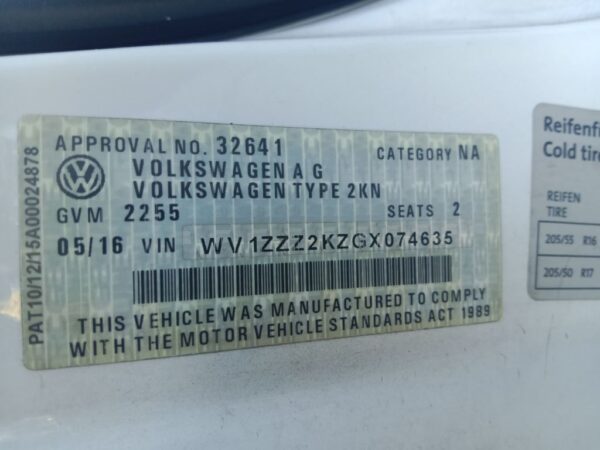 PAT10/12/15A00024878
APPROVAL NO. 32641
CATEGORY NA
VOLKSWAGEN A G
VOLKSWAGEN TYPE 2KN
GVM 2255
SEATS 2
05/16 VIN WV1ZZZ2KZGX074635
THIS VEHICLE WAS MANUFACTURED TO COMPLY
WITH THE MOTOR VEHICLE STANDARDS ACT 1989
Cold tire
REIFEN
TIRE
205/55 R16
205/50 R17